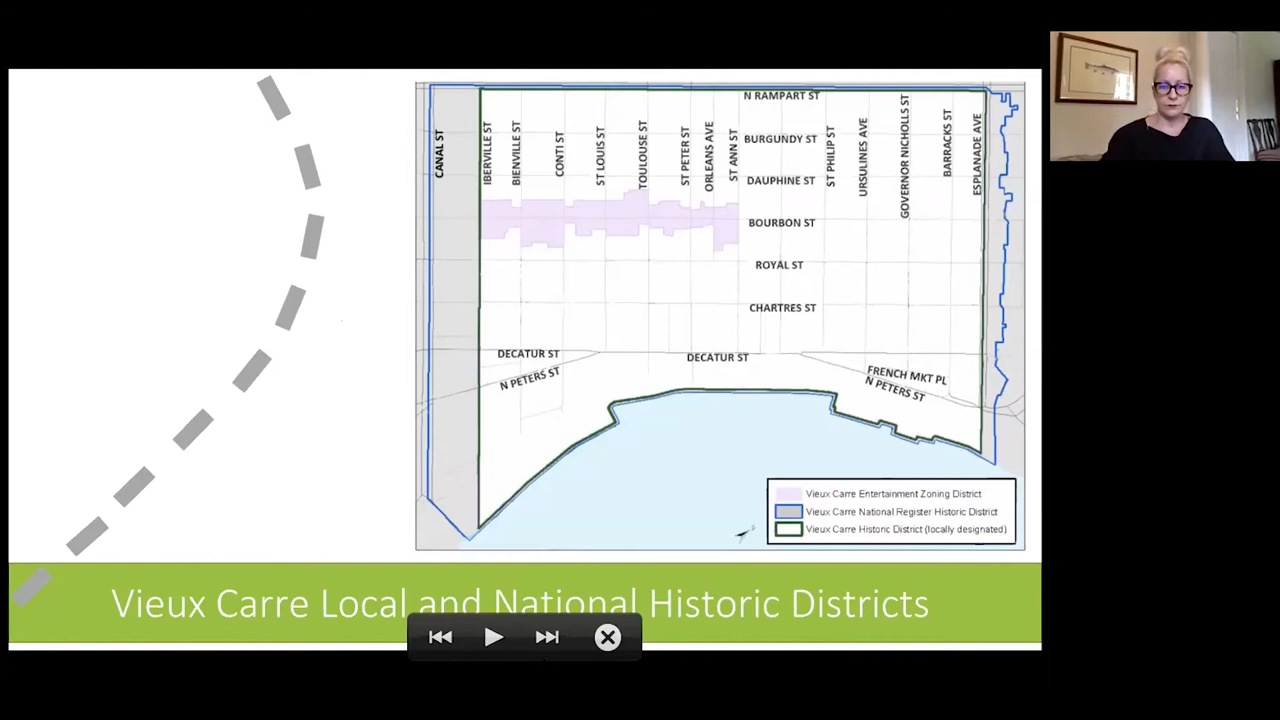 N RAMPART ST
CANAL ST
IBERVILLE ST
BIENVILLE ST
CONTI ST
ST LOUIS ST
TOULOUSE ST
ST PETER ST
ORLEANS AVE
ST ANN ST
BURGUNDY ST
ST PHILIP ST
URSULINES AVE
GOVERNOR NICHOLLS ST
BARRACKS ST
ESPLANADE AVE
DAUPHINE ST
BOURBON ST
ROYAL ST
CHARTRES ST
DECATUR ST
DECATUR ST
N PETERS ST
FRENCH MKT PL
N PETERS ST
Vieux Carre Entertainment Zoning District
Vieux Carre National Register Historic District
Vieux Carre Historic District (locally designated)
Vieux Carre Local and National Historic Districts